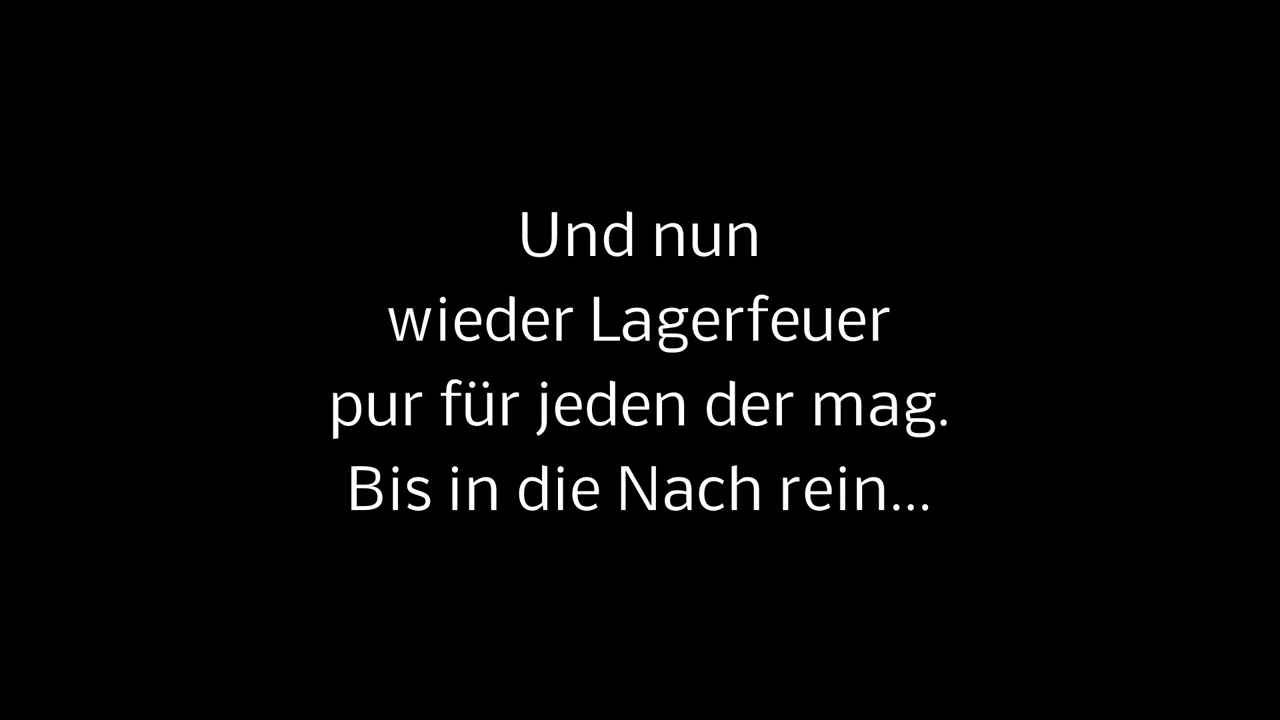 Und nun
wieder Lagerfeuer
pur für jeden der mag.
Bis in die Nach rein...